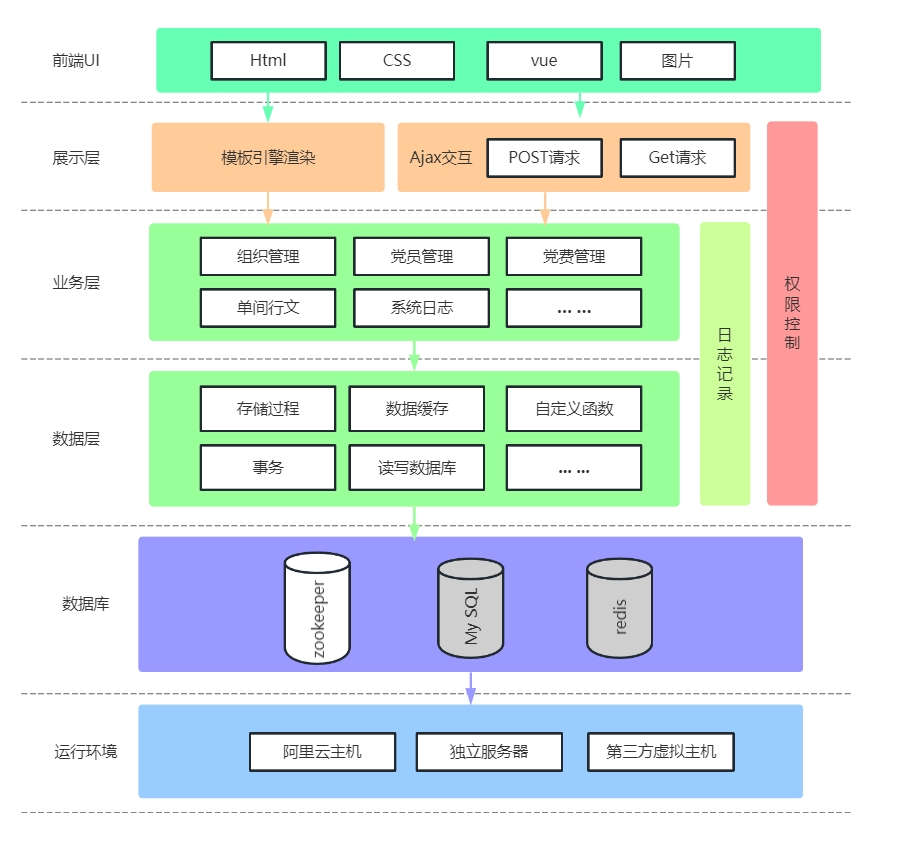 前端UI
Html
CSS
vue
图片
展示层
模板引擎渲染
Ajax交互
POST请求
Get请求
业务层
组织管理
党员管理
党费管理
单间行文
系统日志
... ...
日志记录
权限控制
数据层
存储过程
数据缓存
自定义函数
事务
读写数据库
... ...
数据库
zookeeper
My SQL
redis
运行环境
阿里云主机
独立服务器
第三方虚拟主机